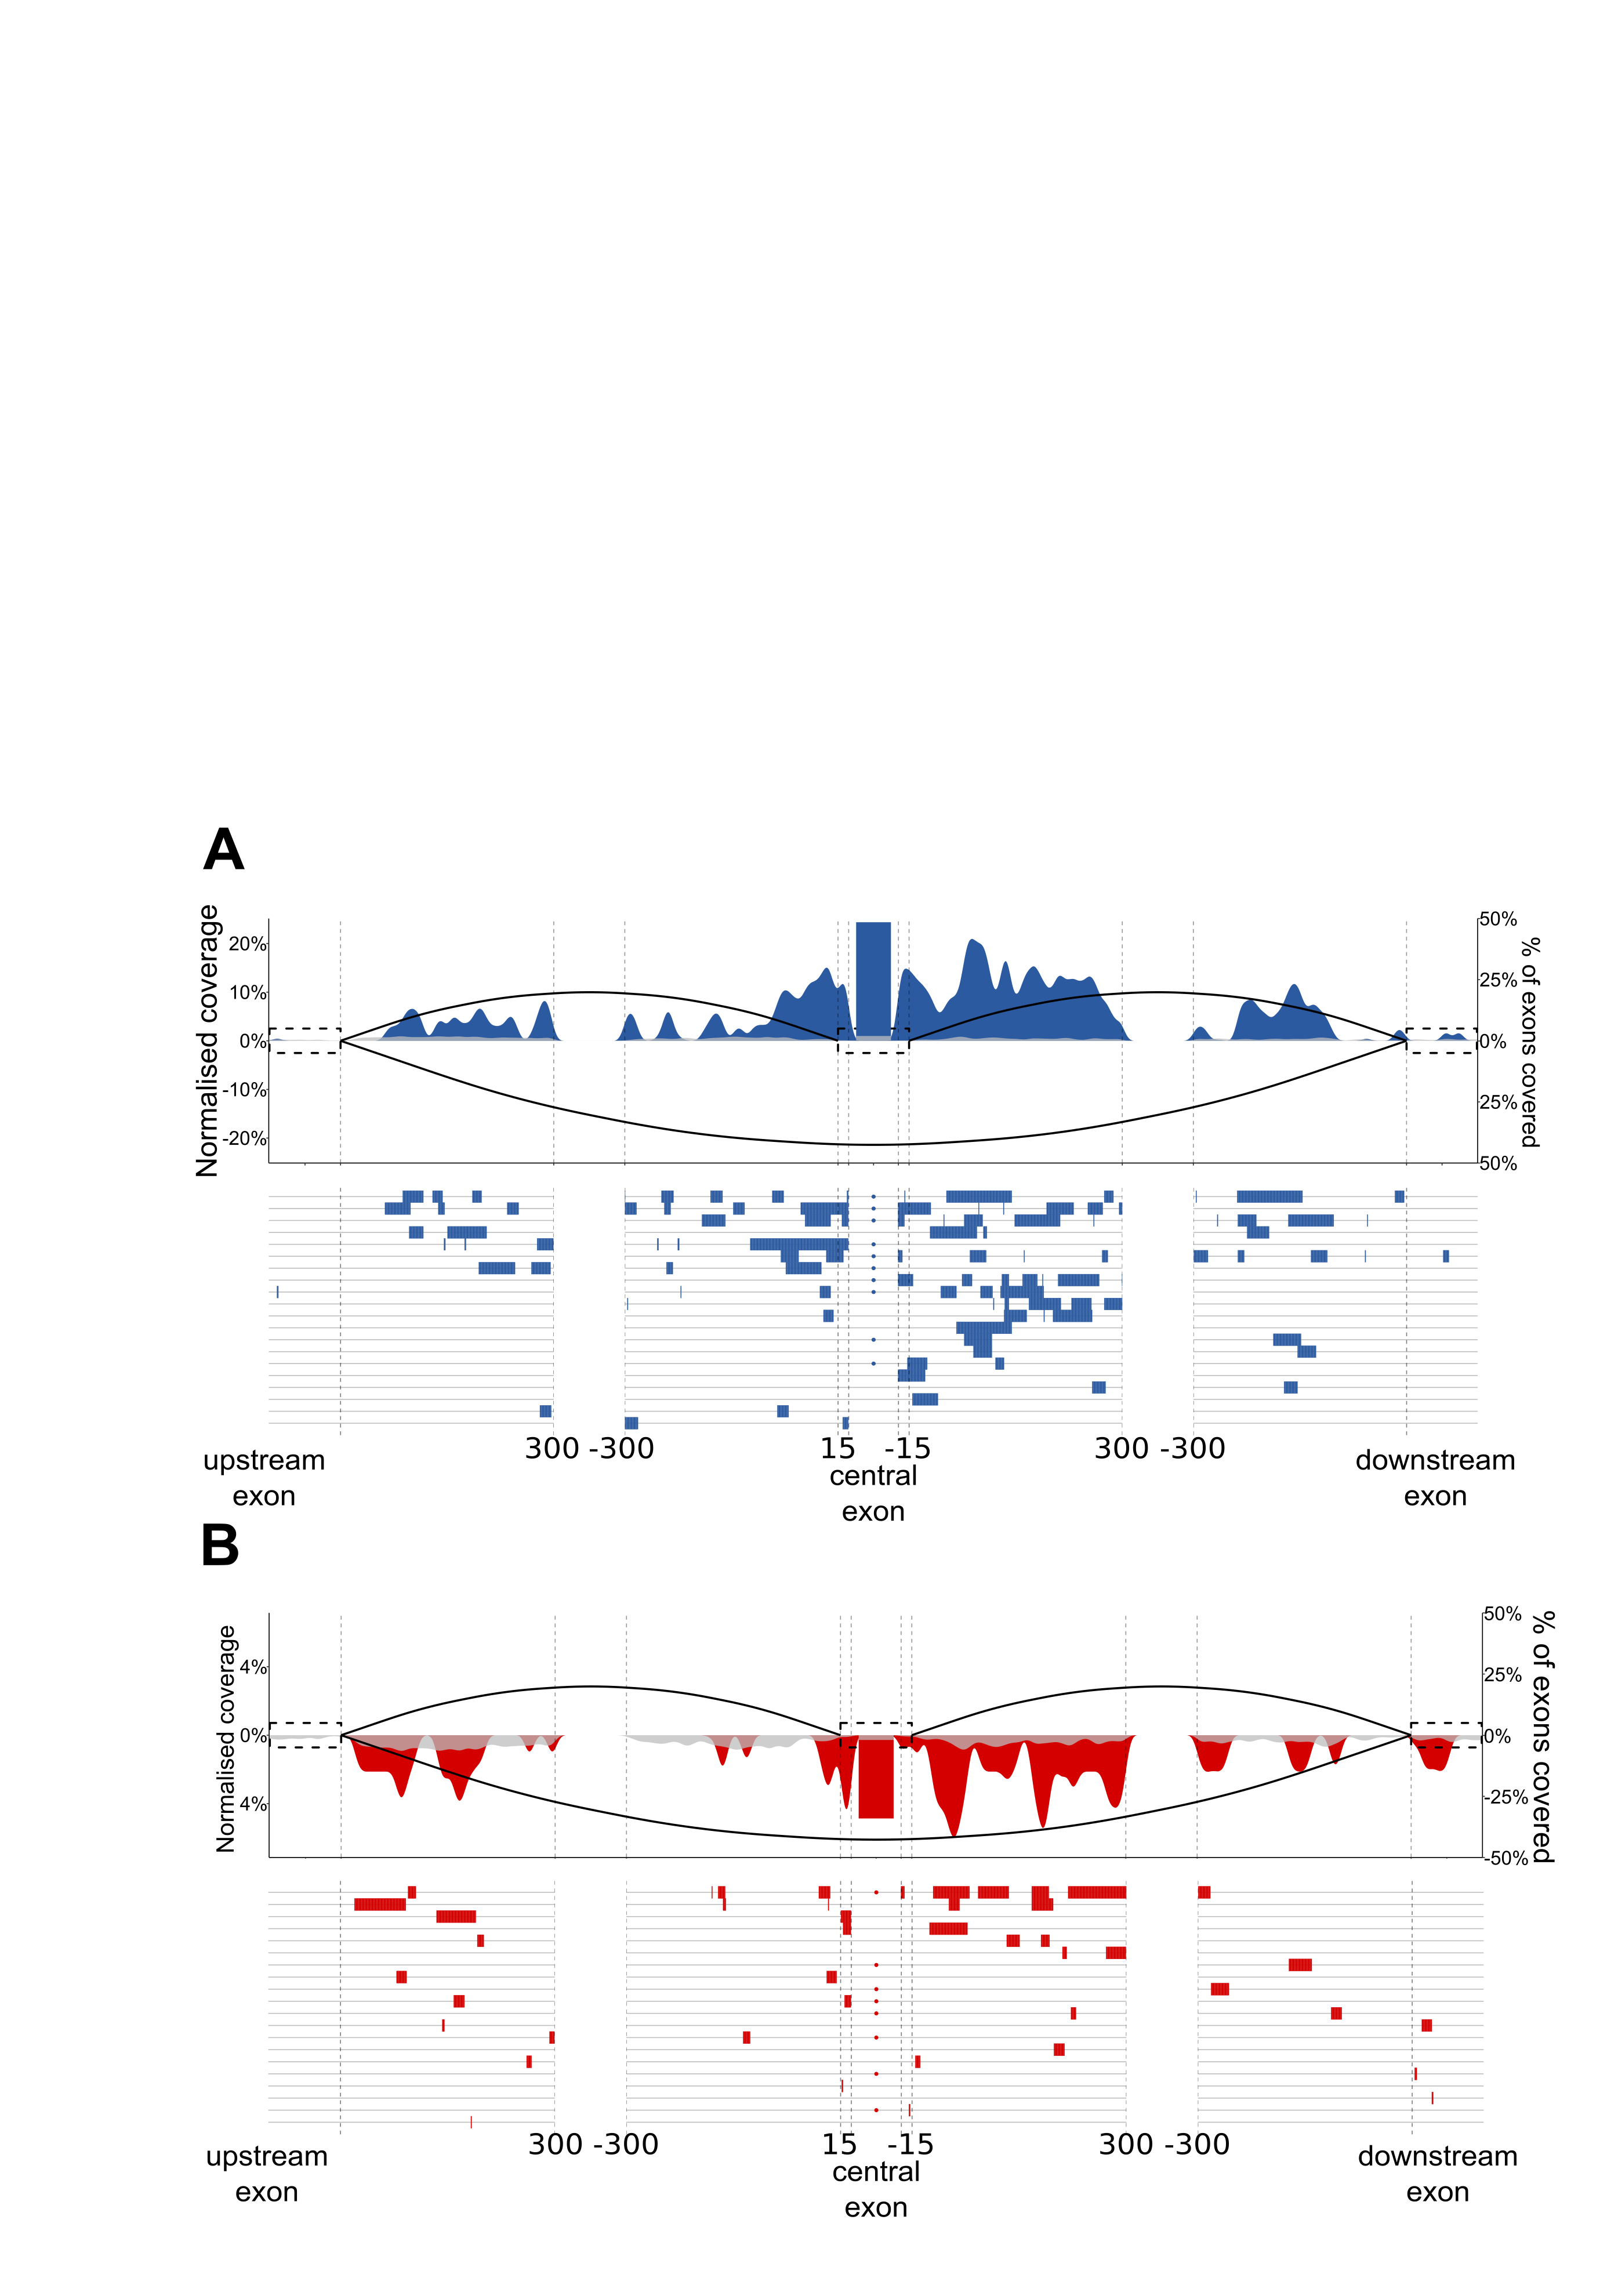 A
Normalised coverage
20%
10%
0%
-10%
-20%
50%
25%
0%
25%
50%
% of exons covered
300 -300 15 -15 300 -300
upstream
exon
central
exon
downstream
exon
B
Normalised coverage
4%
0%
4%
50%
25%
0%
-25%
-50%
% of exons covered
300 -300 15 -15 300 -300
upstream
exon
central
exon
downstream
exon